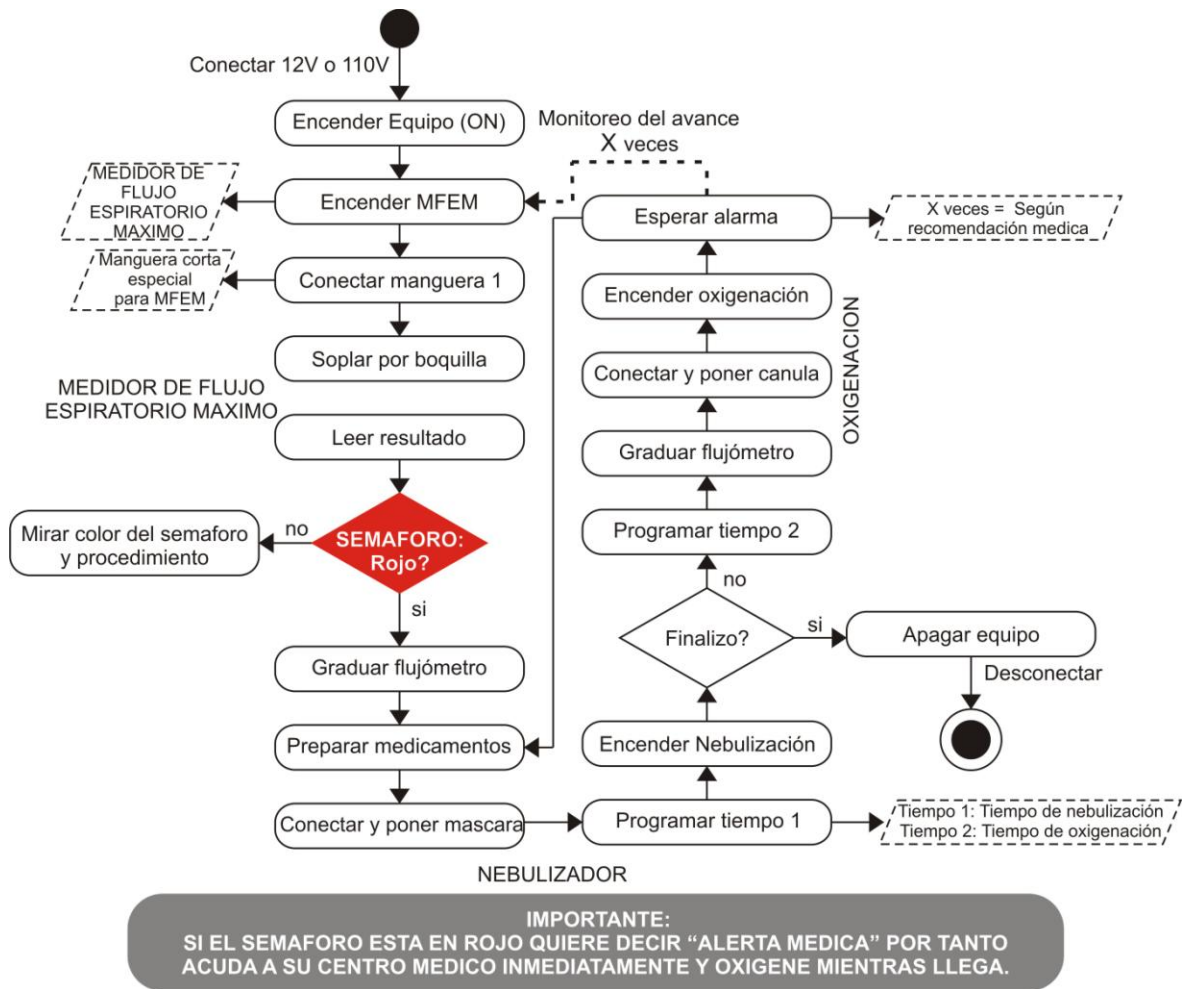 Conectar 12V o 110V
Encender Equipo (ON)
Monitoreo del avance
X veces
MEDIDOR DE
FLUJO
ESPIRATORIO
MAXIMO
Encender MFEM
Esperar alarma
X veces = Según
recomendación medica
Manguera corta
especial
para MFEM
Conectar manguera 1
Encender oxigenación
Soplar por boquilla
Conectar y poner canula
OXIGENACION
MEDIDOR DE FLUJO
ESPIRATORIO MAXIMO
Leer resultado
Graduar flujómetro
Mirar color del semaforo
y procedimiento
no
SEMAFORO:
Rojo?
si
Programar tiempo 2
no
Finalizo?
si
Apagar equipo
Desconectar
Graduar flujómetro
Preparar medicamentos
Encender Nebulización
Conectar y poner mascara
Programar tiempo 1
Tiempo 1: Tiempo de nebulización
Tiempo 2: Tiempo de oxigenación
NEBULIZADOR
IMPORTANTE:
SI EL SEMAFORO ESTA EN ROJO QUIERE DECIR “ALERTA MEDICA” POR TANTO
ACUDA A SU CENTRO MEDICO INMEDIATAMENTE Y OXIGENE MIENTRAS LLEGA.